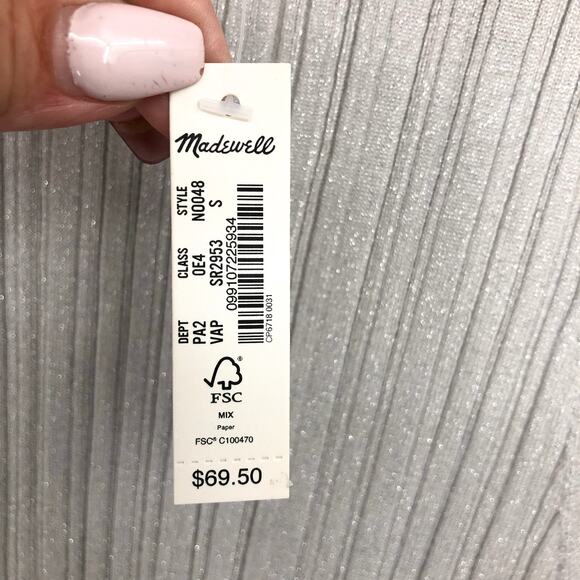 Madewell
DEPT CLASS STYLE
PA2 0E4 N0048
VAP SR2953 S
099107225934
CP6718 0031
FSC®
MIX
Paper
FSC® C100470
$69.50